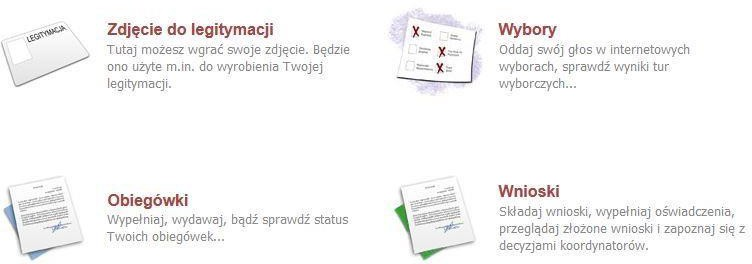 LEGITYMACJA
Zdjęcie do legitymacji
Tutaj możesz wgrać swoje zdjęcie. Będzie
ono użyte m.in. do wyrobienia Twojej
legitymacji.
Wybory
Oddaj swój głos w internetowych
wyborach, sprawdź wyniki tur
wyborczych...
Obiegówki
Wypełniaj, wydawaj, bądź sprawdź status
Twoich obiegówek...
Wnioski
Składaj wnioski, wypełniaj oświadczenia,
przeglądaj złożone wnioski i zapoznaj się z
decyzjami koordynatorów.